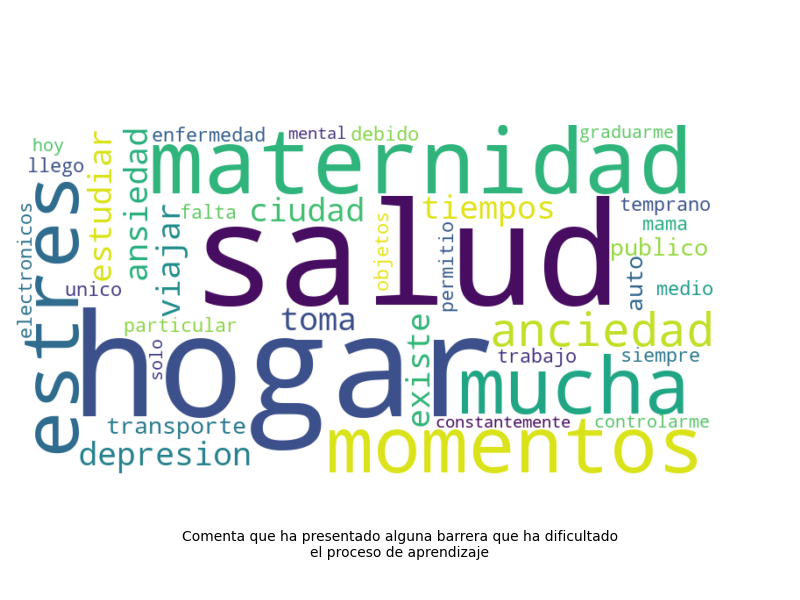 hoy
llego
electronicos
estres
estudiar
ansiedad
enfermedad
mental
debido
graduarme
maternidad
viajar
falta
ciudad
objetos
tiempos
temprano
mama
publico
salud
permitio
auto
medio
unico
particular
solo
toma
existe
anciedad
trabajo
siempre
hogar
mucha
transporte
depresion
constantemente
controlarme
momentos
Comenta que ha presentado alguna barrera que ha dificultado
el proceso de aprendizaje